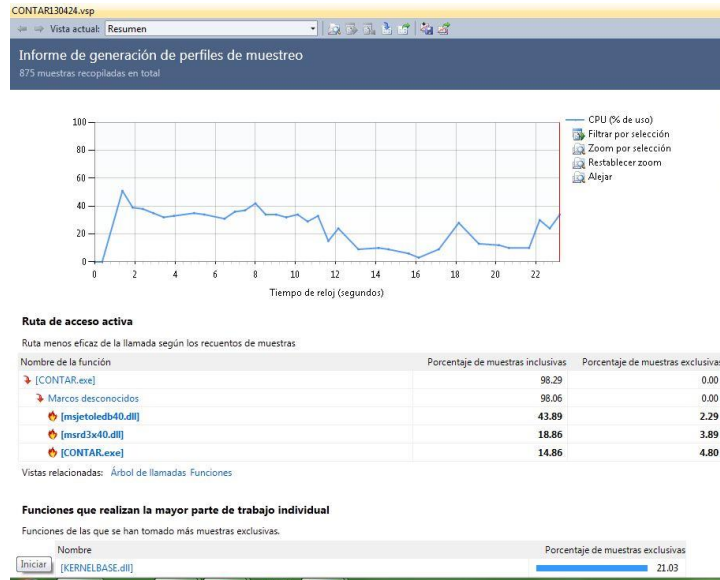 CONTAR130424.vsp
Vista actual: Resumen
Informe de generación de perfiles de muestreo
875 muestras recopiladas en total
100
80
60
40
20
0
0 2 4 6 8 10 12 14 16 18 20 22
Tiempo de reloj (segundos)
CPU (% de uso)
Filtrar por selección
Zoom por selección
Restablecer zoom
Alejar
Ruta de acceso activa
Ruta menos eficaz de la llamada según los recuentos de muestras
Nombre de la función Porcentaje de muestras inclusivas Porcentaje de muestras exclusivas
[CONTAR.exe] 98.29 0.00
Marcos desconocidos 98.06 0.00
[msjetoledb40.dll] 43.89 2.29
[msrd3x40.dll] 18.86 3.89
[CONTAR.exe] 14.86 4.80
Vistas relacionadas: Árbol de llamadas Funciones
Funciones que realizan la mayor parte de trabajo individual
Funciones de las que se han tomado más muestras exclusivas.
Nombre Porcentaje de muestras exclusivas
Iniciar
[KERNELBASE.dll] 21.03